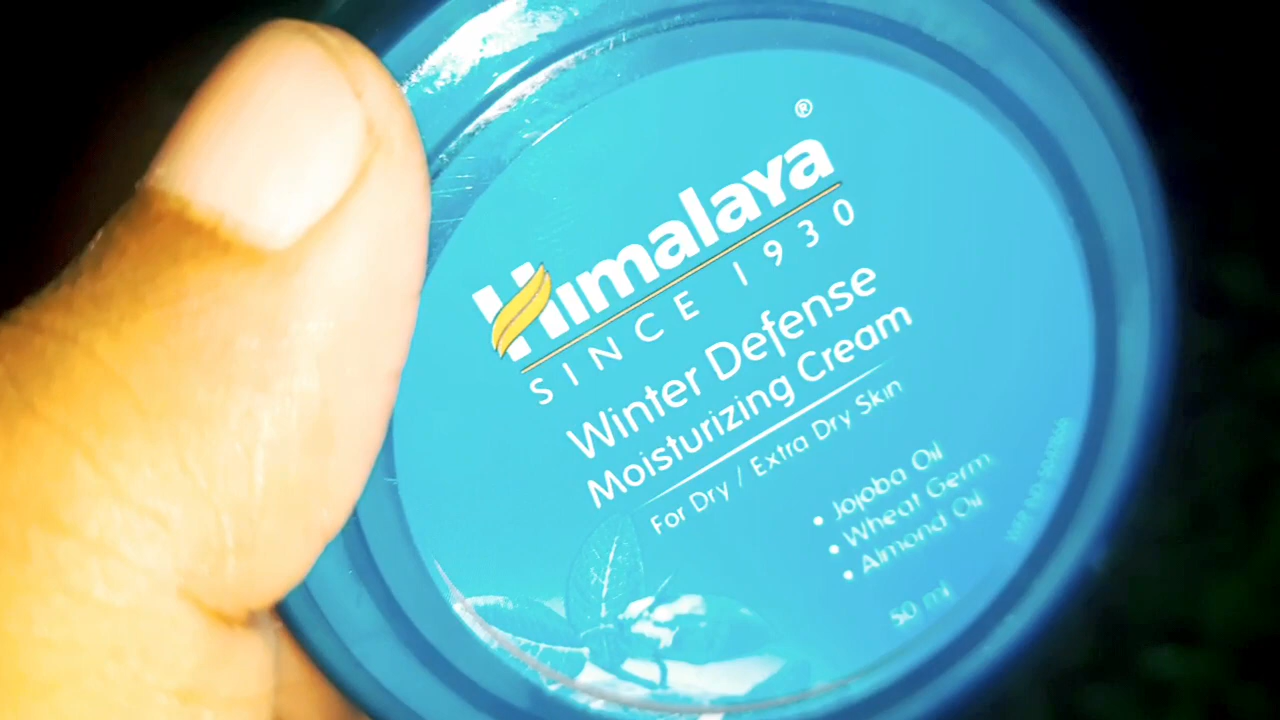 Himalaya®
SINCE 1930
Winter Defense
Moisturizing Cream
For Dry / Extra Dry Skin
• Jojoba Oil
• Wheat Germ
• Almond Oil
50 ml